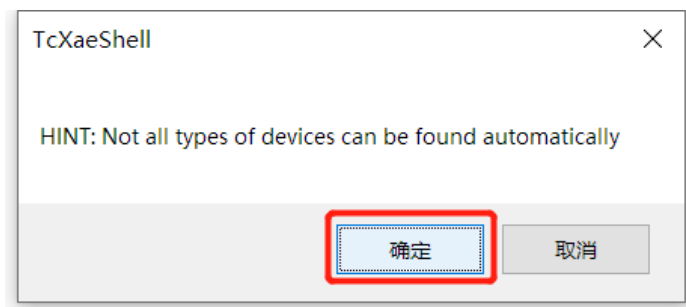 TcXaeShell
HINT: Not all types of devices can be found automatically
确定
取消